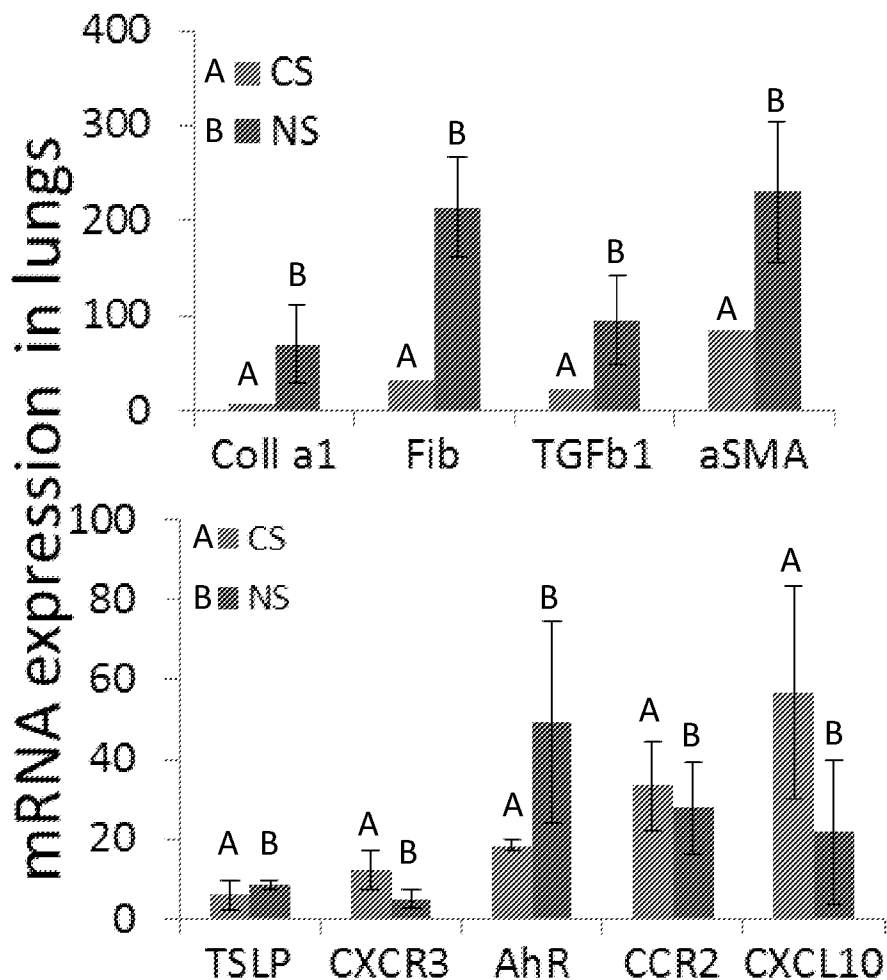 mRNA expression in lungs
400
300
200
100
0
A CS
B NS
A B A B A B A B
Coll a1 Fib TGFb1 aSMA
100
80
60
40
20
0
A CS
B NS
A B A B A B A B A B
TSLP CXCR3 AhR CCR2 CXCL10